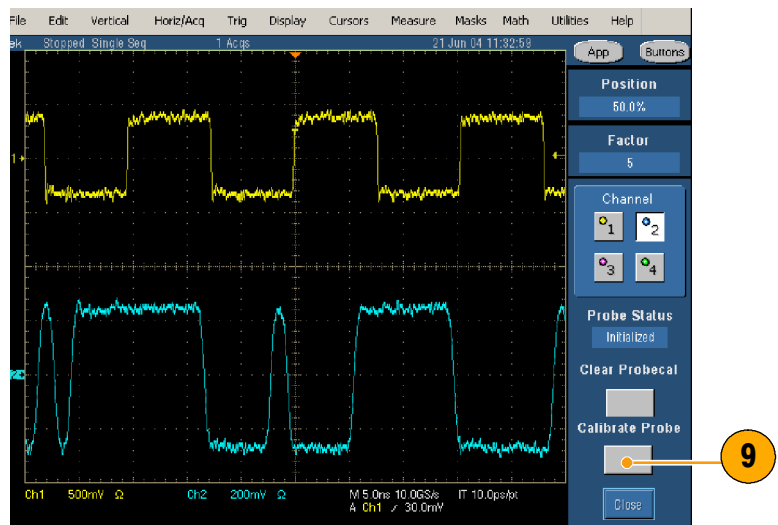 File Edit Vertical Horiz/Acq Trig Display Cursors Measure Masks Math Utilities Help
ek Stopped Single Seq 1 Acqs 21 Jun 04 11:32:59
App Buttons
Position
50.0%
Factor
5
Channel
1 2
3 4
Probe Status
Initialized
Clear Probecal
Calibrate Probe
9
Close
1
2
Ch1 500mV Ω Ch2 200mV Ω M 5.0ns 10.0GS/s IT 10.0ps/pt
A Ch1 ⁄ 30.0mV